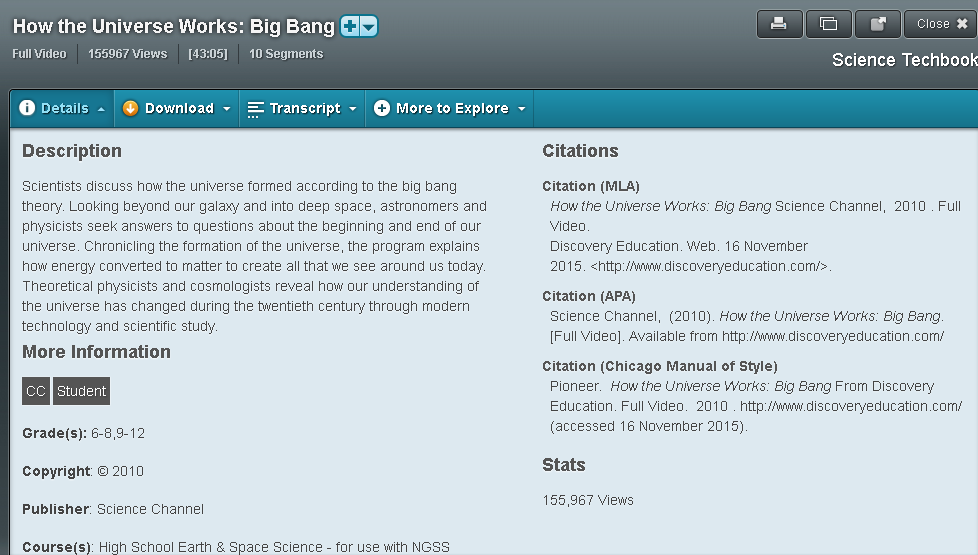 How the Universe Works: Big Bang
Full Video 155967 Views [43:05] 10 Segments
Close
Science Techbook
Details Download Transcript More to Explore
Description
Scientists discuss how the universe formed according to the big bang
theory. Looking beyond our galaxy and into deep space, astronomers and
physicists seek answers to questions about the beginning and end of our
universe. Chronicling the formation of the universe, the program explains
how energy converted to matter to create all that we see around us today.
Theoretical physicists and cosmologists reveal how our understanding of
the universe has changed during the twentieth century through modern
technology and scientific study.
More Information
CC Student
Grade(s): 6-8,9-12
Copyright: © 2010
Publisher: Science Channel
Course(s): High School Earth & Space Science - for use with NGSS
Citations
Citation (MLA)
How the Universe Works: Big Bang Science Channel, 2010 . Full
Video.
Discovery Education. Web. 16 November
2015. <http://www.discoveryeducation.com/>.
Citation (APA)
Science Channel, (2010). How the Universe Works: Big Bang.
[Full Video]. Available from http://www.discoveryeducation.com/
Citation (Chicago Manual of Style)
Pioneer. How the Universe Works: Big Bang From Discovery
Education. Full Video. 2010 . http://www.discoveryeducation.com/
(accessed 16 November 2015).
Stats
155,967 Views